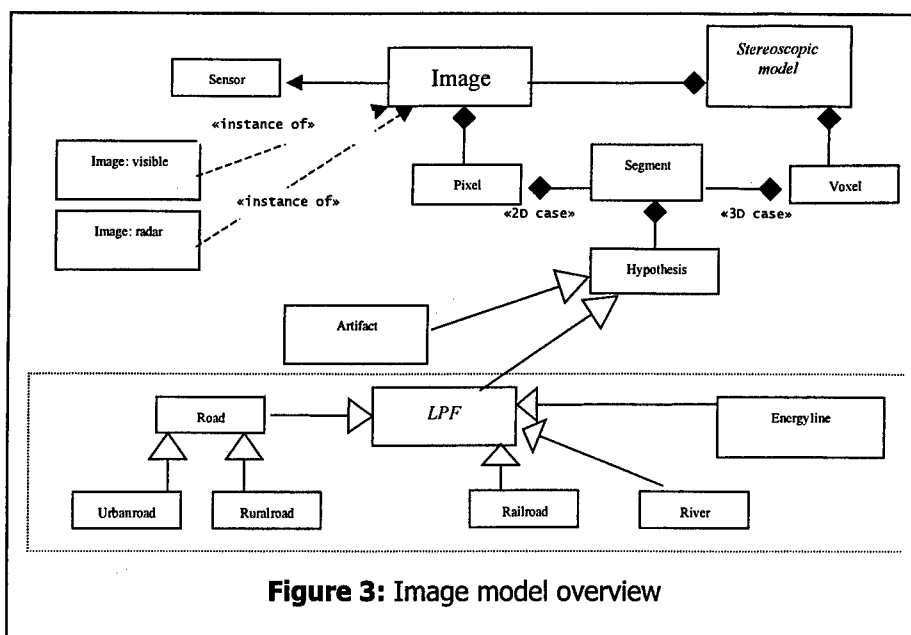 Stereoscopic
model
Image
Sensor
«instance of»
Image: visible
Segment
Pixel
Voxel
«instance of»
«2D case»
«3D case»
Image: radar
Hypothesis
Artifact
LPF
Road
Energyline
Urbanroad
Ruralroad
Railroad
River
Figure 3: Image model overview